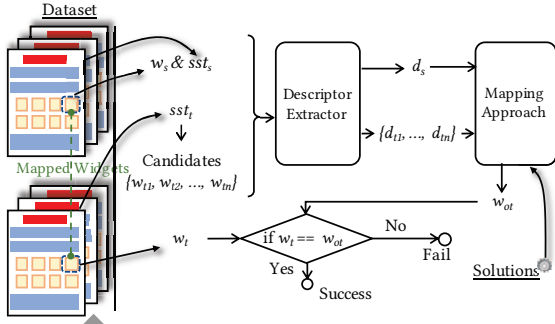 Dataset
w_s & sst_s
sst_t
Candidates
{w_t1, w_t2, ..., w_tn}
Mapped Widgets
Descriptor
Extractor
d_s
{d_t1, ..., d_tn}
Mapping
Approach
w_ot
w_t
if w_t == w_ot
No
Fail
Yes
Success
Solutions